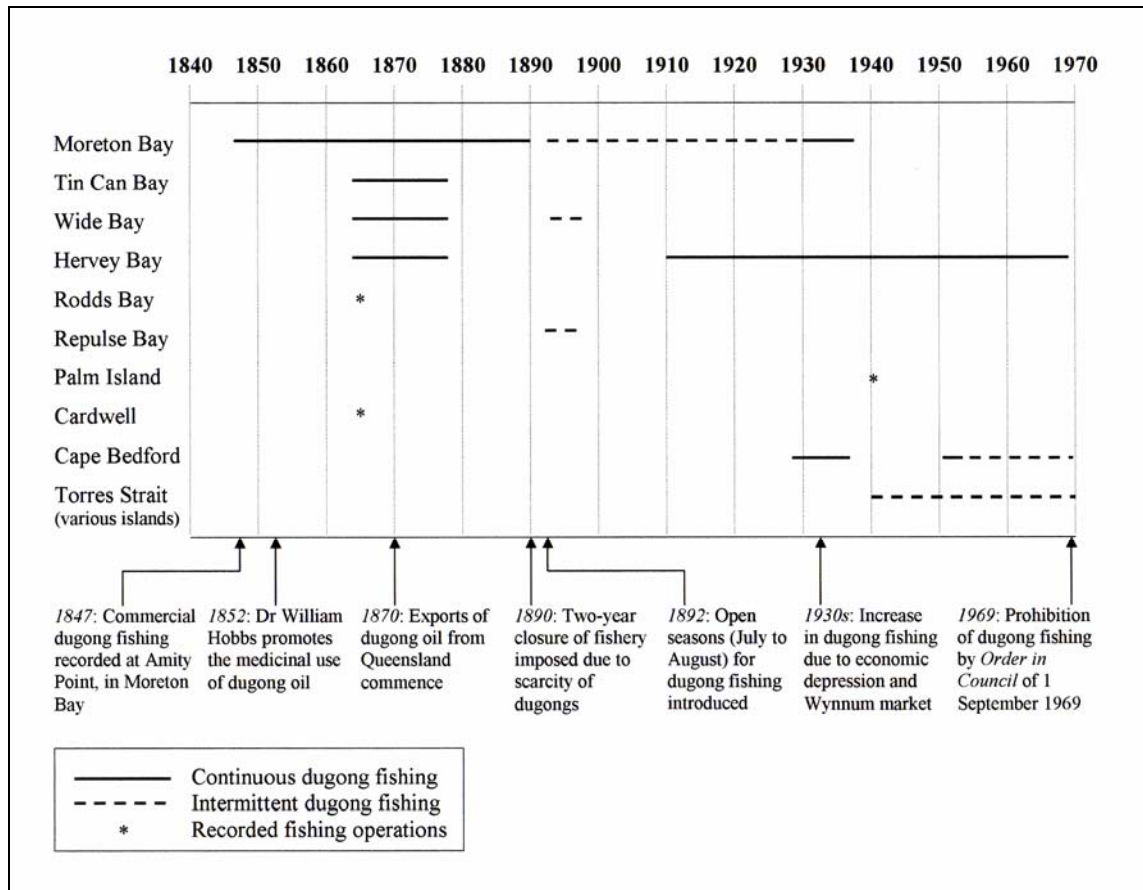 1840 1850 1860 1870 1880 1890 1900 1910 1920 1930 1940 1950 1960 1970
Moreton Bay
Tin Can Bay
Wide Bay
Hervey Bay
Rodds Bay
*
Repulse Bay
Palm Island
*
Cardwell
*
Cape Bedford
Torres Strait
(various islands)
1847: Commercial
dugong fishing
recorded at Amity
Point, in Moreton
Bay
1852: Dr William
Hobbs promotes
the medicinal use
of dugong oil
1870: Exports of
dugong oil from
Queensland
commence
1890: Two-year
closure of fishery
imposed due to
scarcity of
dugongs
1892: Open
seasons (July to
August) for
dugong fishing
introduced
1930s: Increase
in dugong fishing
due to economic
depression and
Wynnum market
1969: Prohibition
of dugong fishing
by Order in
Council of 1
September 1969
Continuous dugong fishing
Intermittent dugong fishing
* Recorded fishing operations